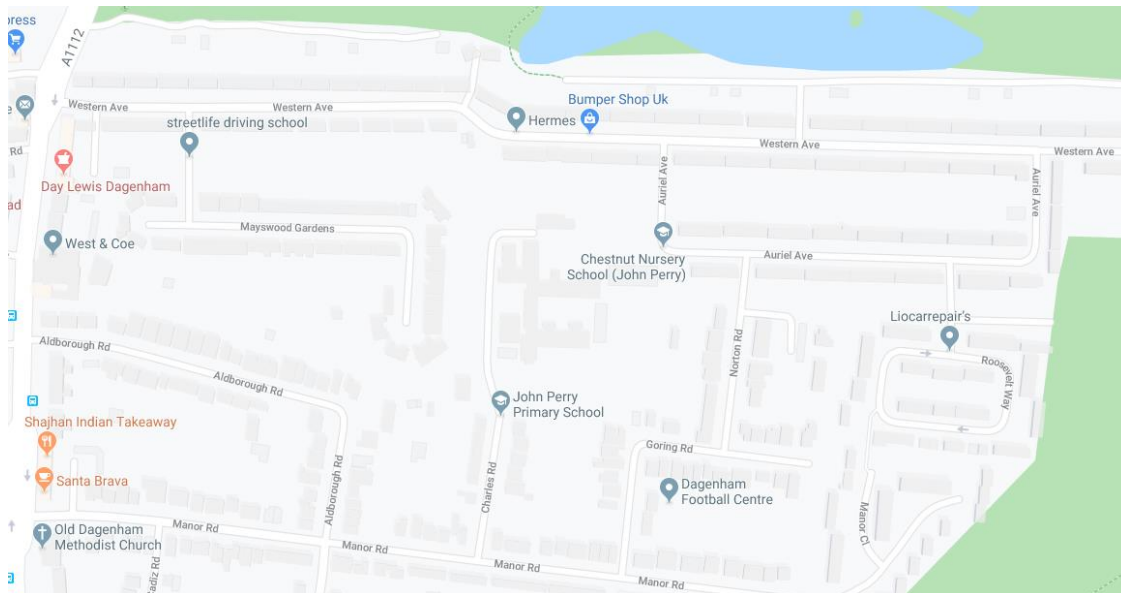 press
A1112
Western Ave
Western Ave
streetlife driving school
Hermes
Bumper Shop Uk
Western Ave
Western Ave
Rd
Day Lewis Dagenham
ad
West & Coe
Mayswood Gardens
Auriel Ave
Auriel Ave
Chestnut Nursery
School (John Perry)
Auriel Ave
Liocarrepair's
Roosevelt Way
Norton Rd
Aldborough Rd
Aldborough Rd
Aldborough Rd
John Perry
Primary School
Charles Rd
Shajhan Indian Takeaway
Santa Brava
Goring Rd
Dagenham
Football Centre
Manor Cl
Old Dagenham
Methodist Church
Manor Rd
Manor Rd
Manor Rd
Manor Rd
adiz Rd